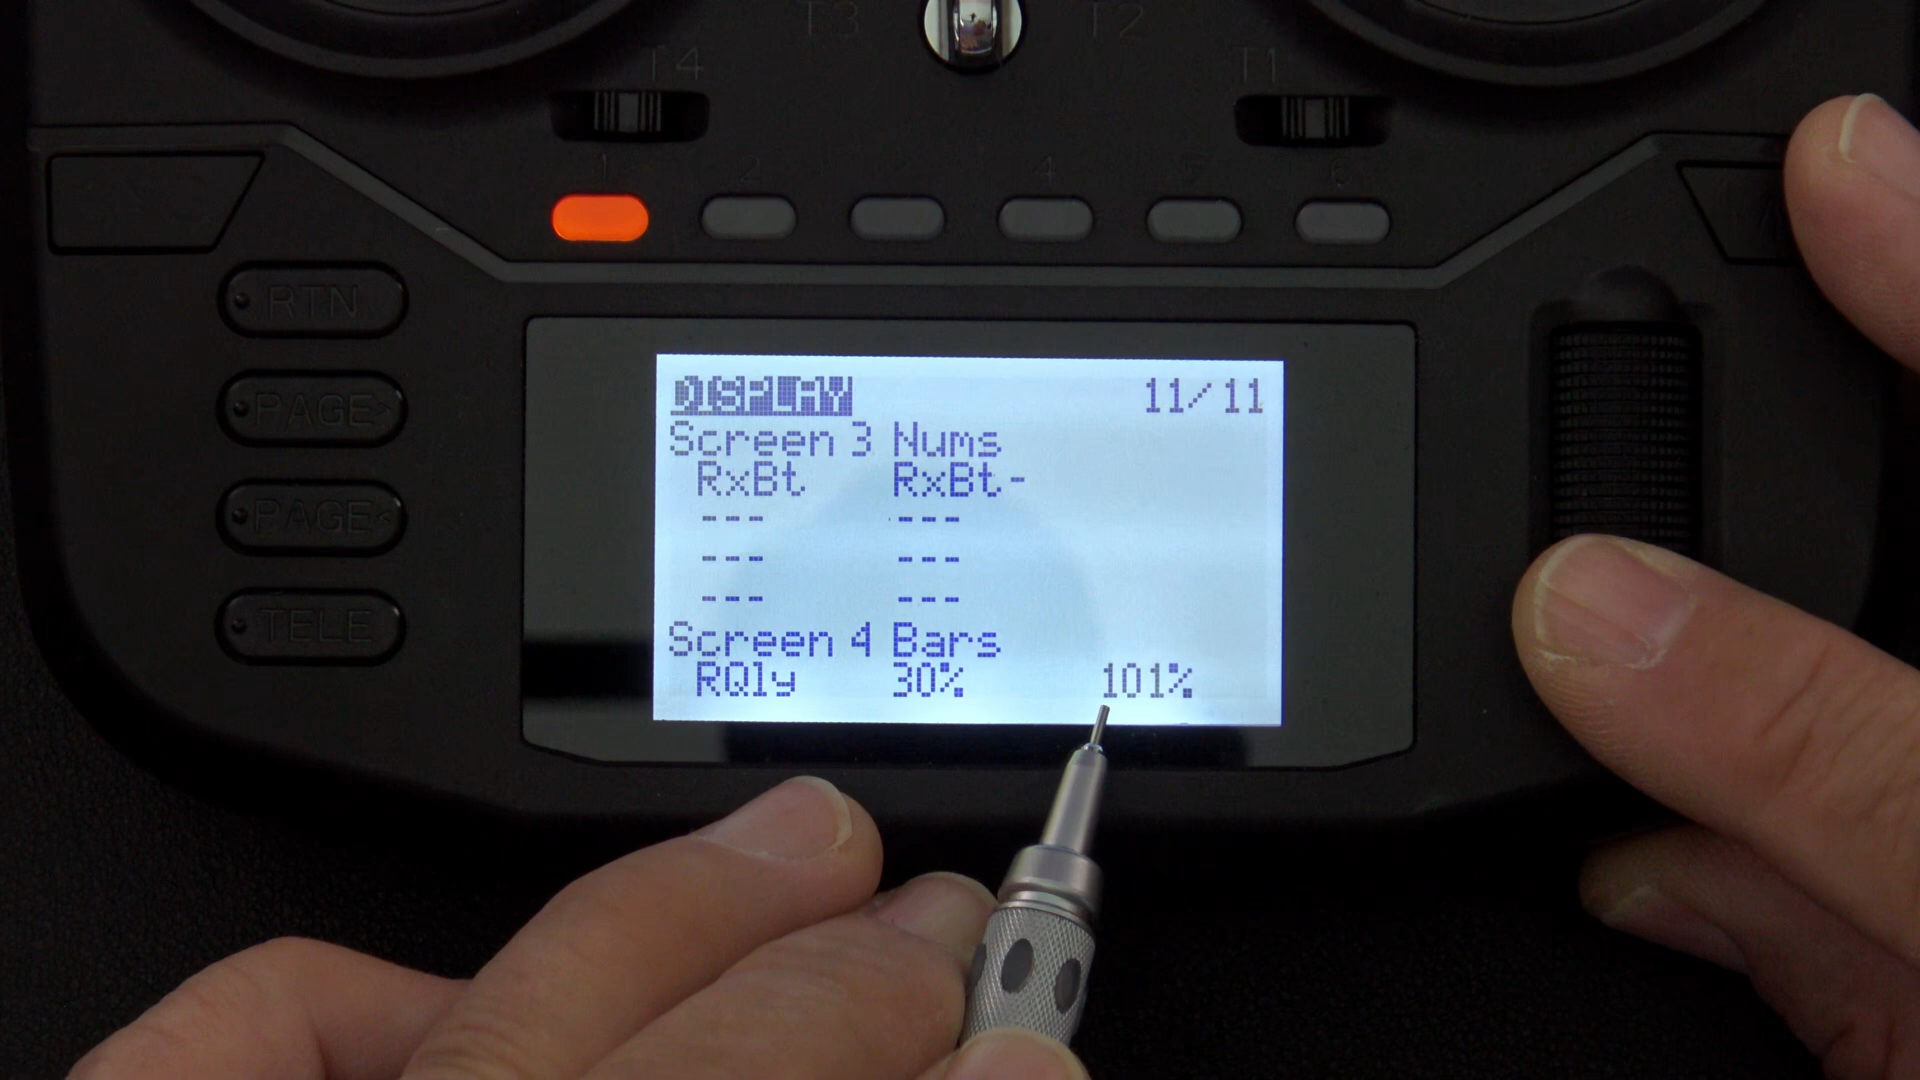 T3 T2
T4 T1
1 2 4 5 6
RTN
PAGE>
PAGE<
TELE
DISPLAY 11/11
Screen 3 Nums
RxBt RxBt-
--- ---
--- ---
--- ---
Screen 4 Bars
RQly 30% 101%